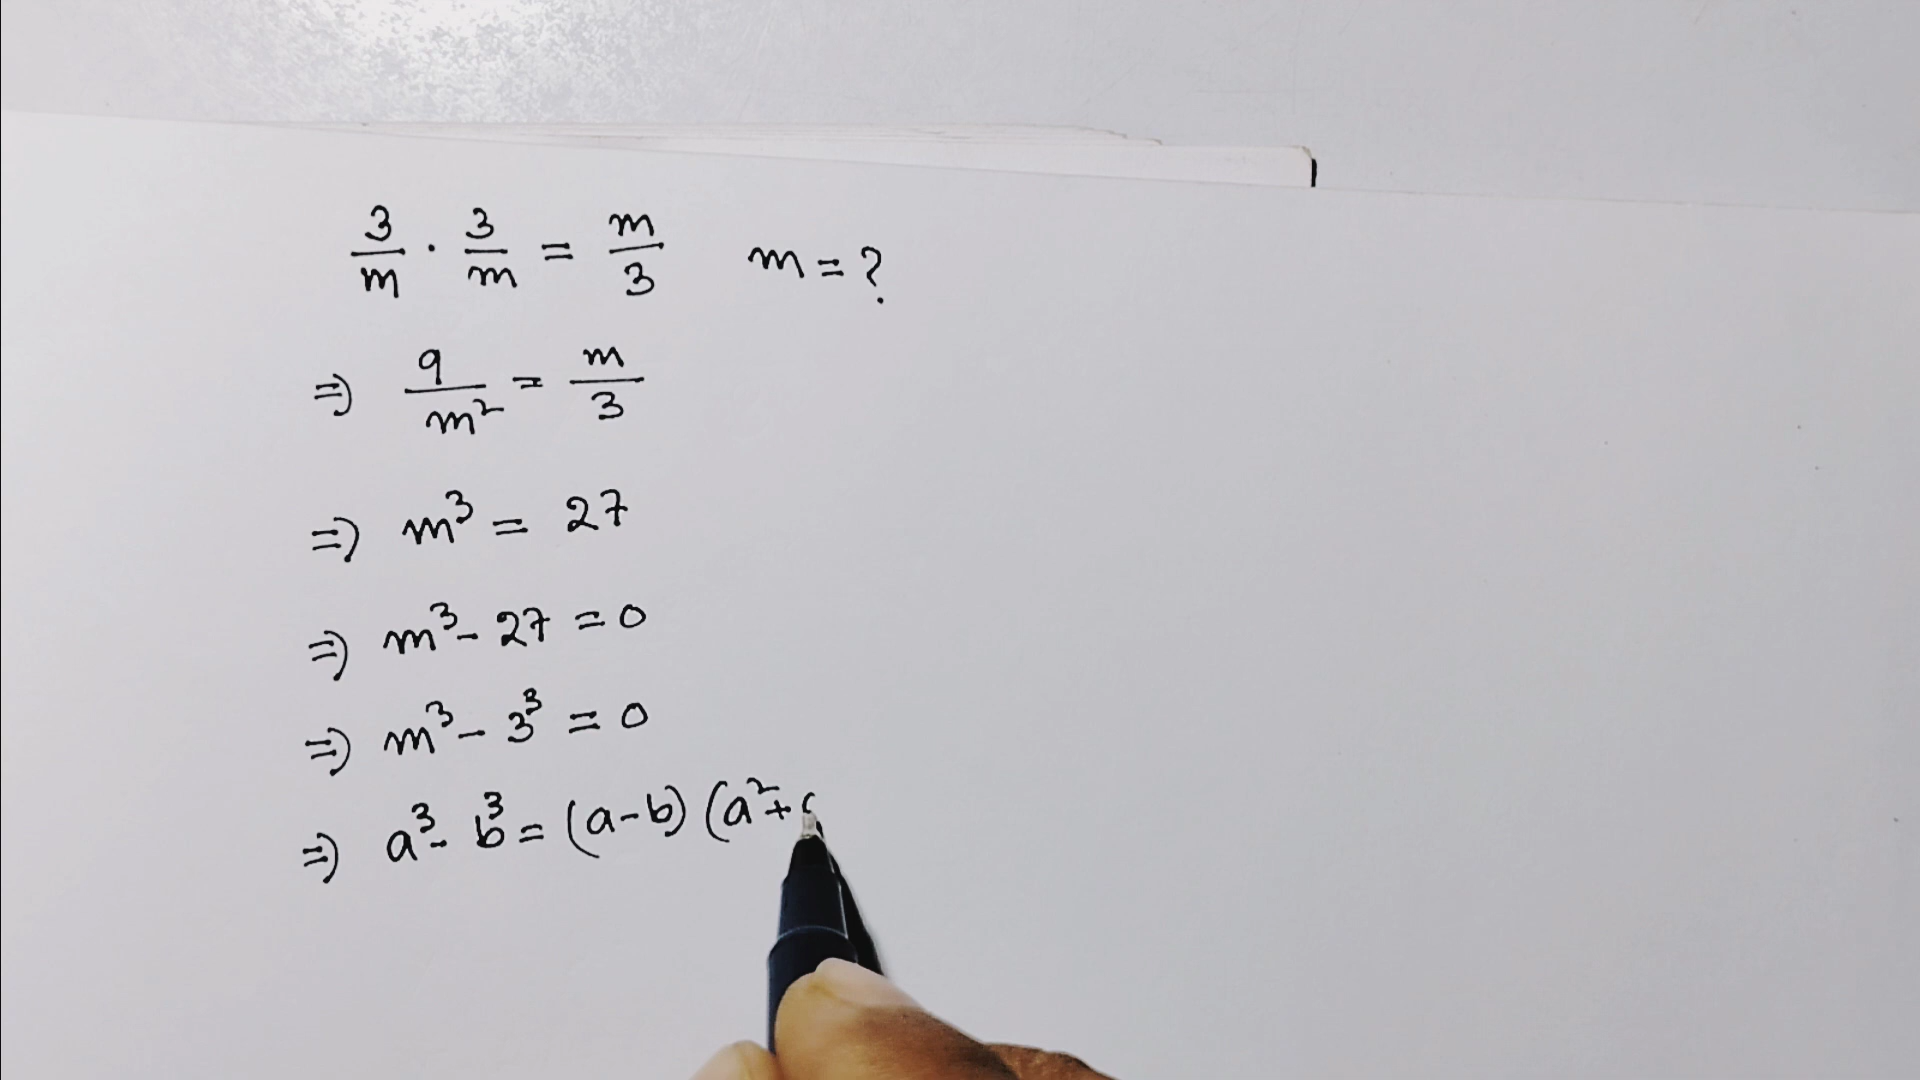 3/m · 3/m = m/3 m = ?
⇒ 9/m² = m/3
⇒ m³ = 27
⇒ m³ - 27 = 0
⇒ m³ - 3³ = 0
⇒ a³ - b³ = (a-b) (a² +